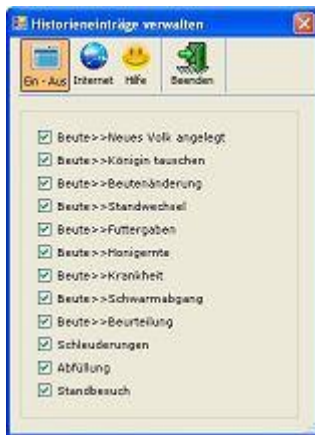 Historieneinträge verwalten
Ein - Aus Internet Hilfe Beenden
Beute>>Neues Volk angelegt
Beute>>Königin tauschen
Beute>>Beutenänderung
Beute>>Standwechsel
Beute>>Futtergaben
Beute>>Honigernte
Beute>>Krankheit
Beute>>Schwarmabgang
Beute>>Beurteilung
Schleuderungen
Abfüllung
Standbesuch